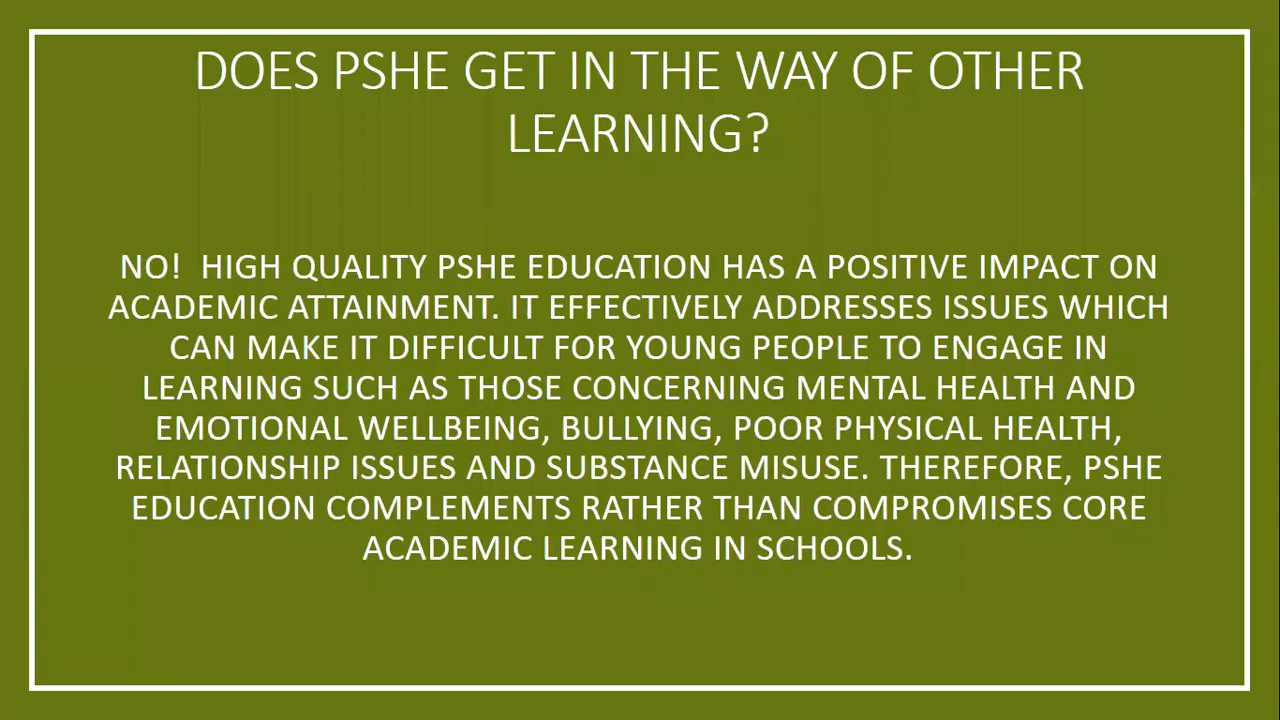 DOES PSHE GET IN THE WAY OF OTHER
LEARNING?
NO!  HIGH QUALITY PSHE EDUCATION HAS A POSITIVE IMPACT ON
ACADEMIC ATTAINMENT. IT EFFECTIVELY ADDRESSES ISSUES WHICH
CAN MAKE IT DIFFICULT FOR YOUNG PEOPLE TO ENGAGE IN
LEARNING SUCH AS THOSE CONCERNING MENTAL HEALTH AND
EMOTIONAL WELLBEING, BULLYING, POOR PHYSICAL HEALTH,
RELATIONSHIP ISSUES AND SUBSTANCE MISUSE. THEREFORE, PSHE
EDUCATION COMPLEMENTS RATHER THAN COMPROMISES CORE
ACADEMIC LEARNING IN SCHOOLS.